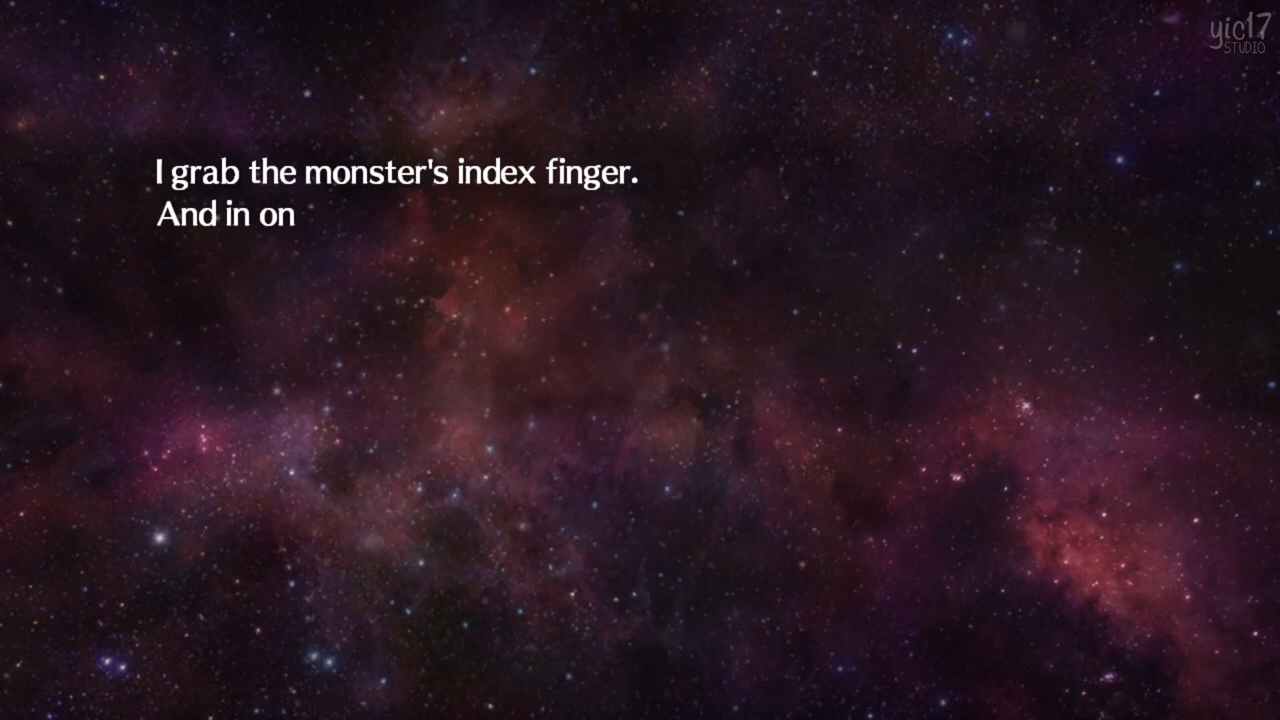 yic17
STUDIO
I grab the monster's index finger.
And in on